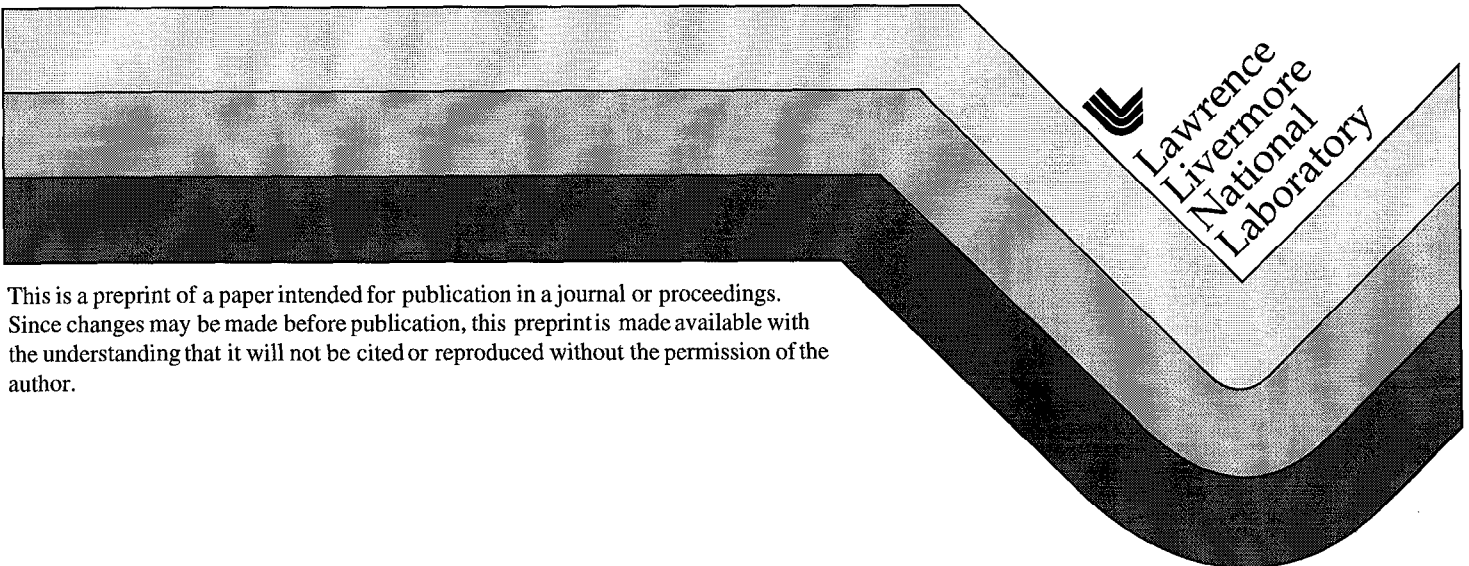 Lawrence
Livermore
National
Laboratory
This is a preprint of a paper intended for publication in a journal or proceedings.
Since changes may be made before publication, this preprint is made available with
the understanding that it will not be cited or reproduced without the permission of the
author.